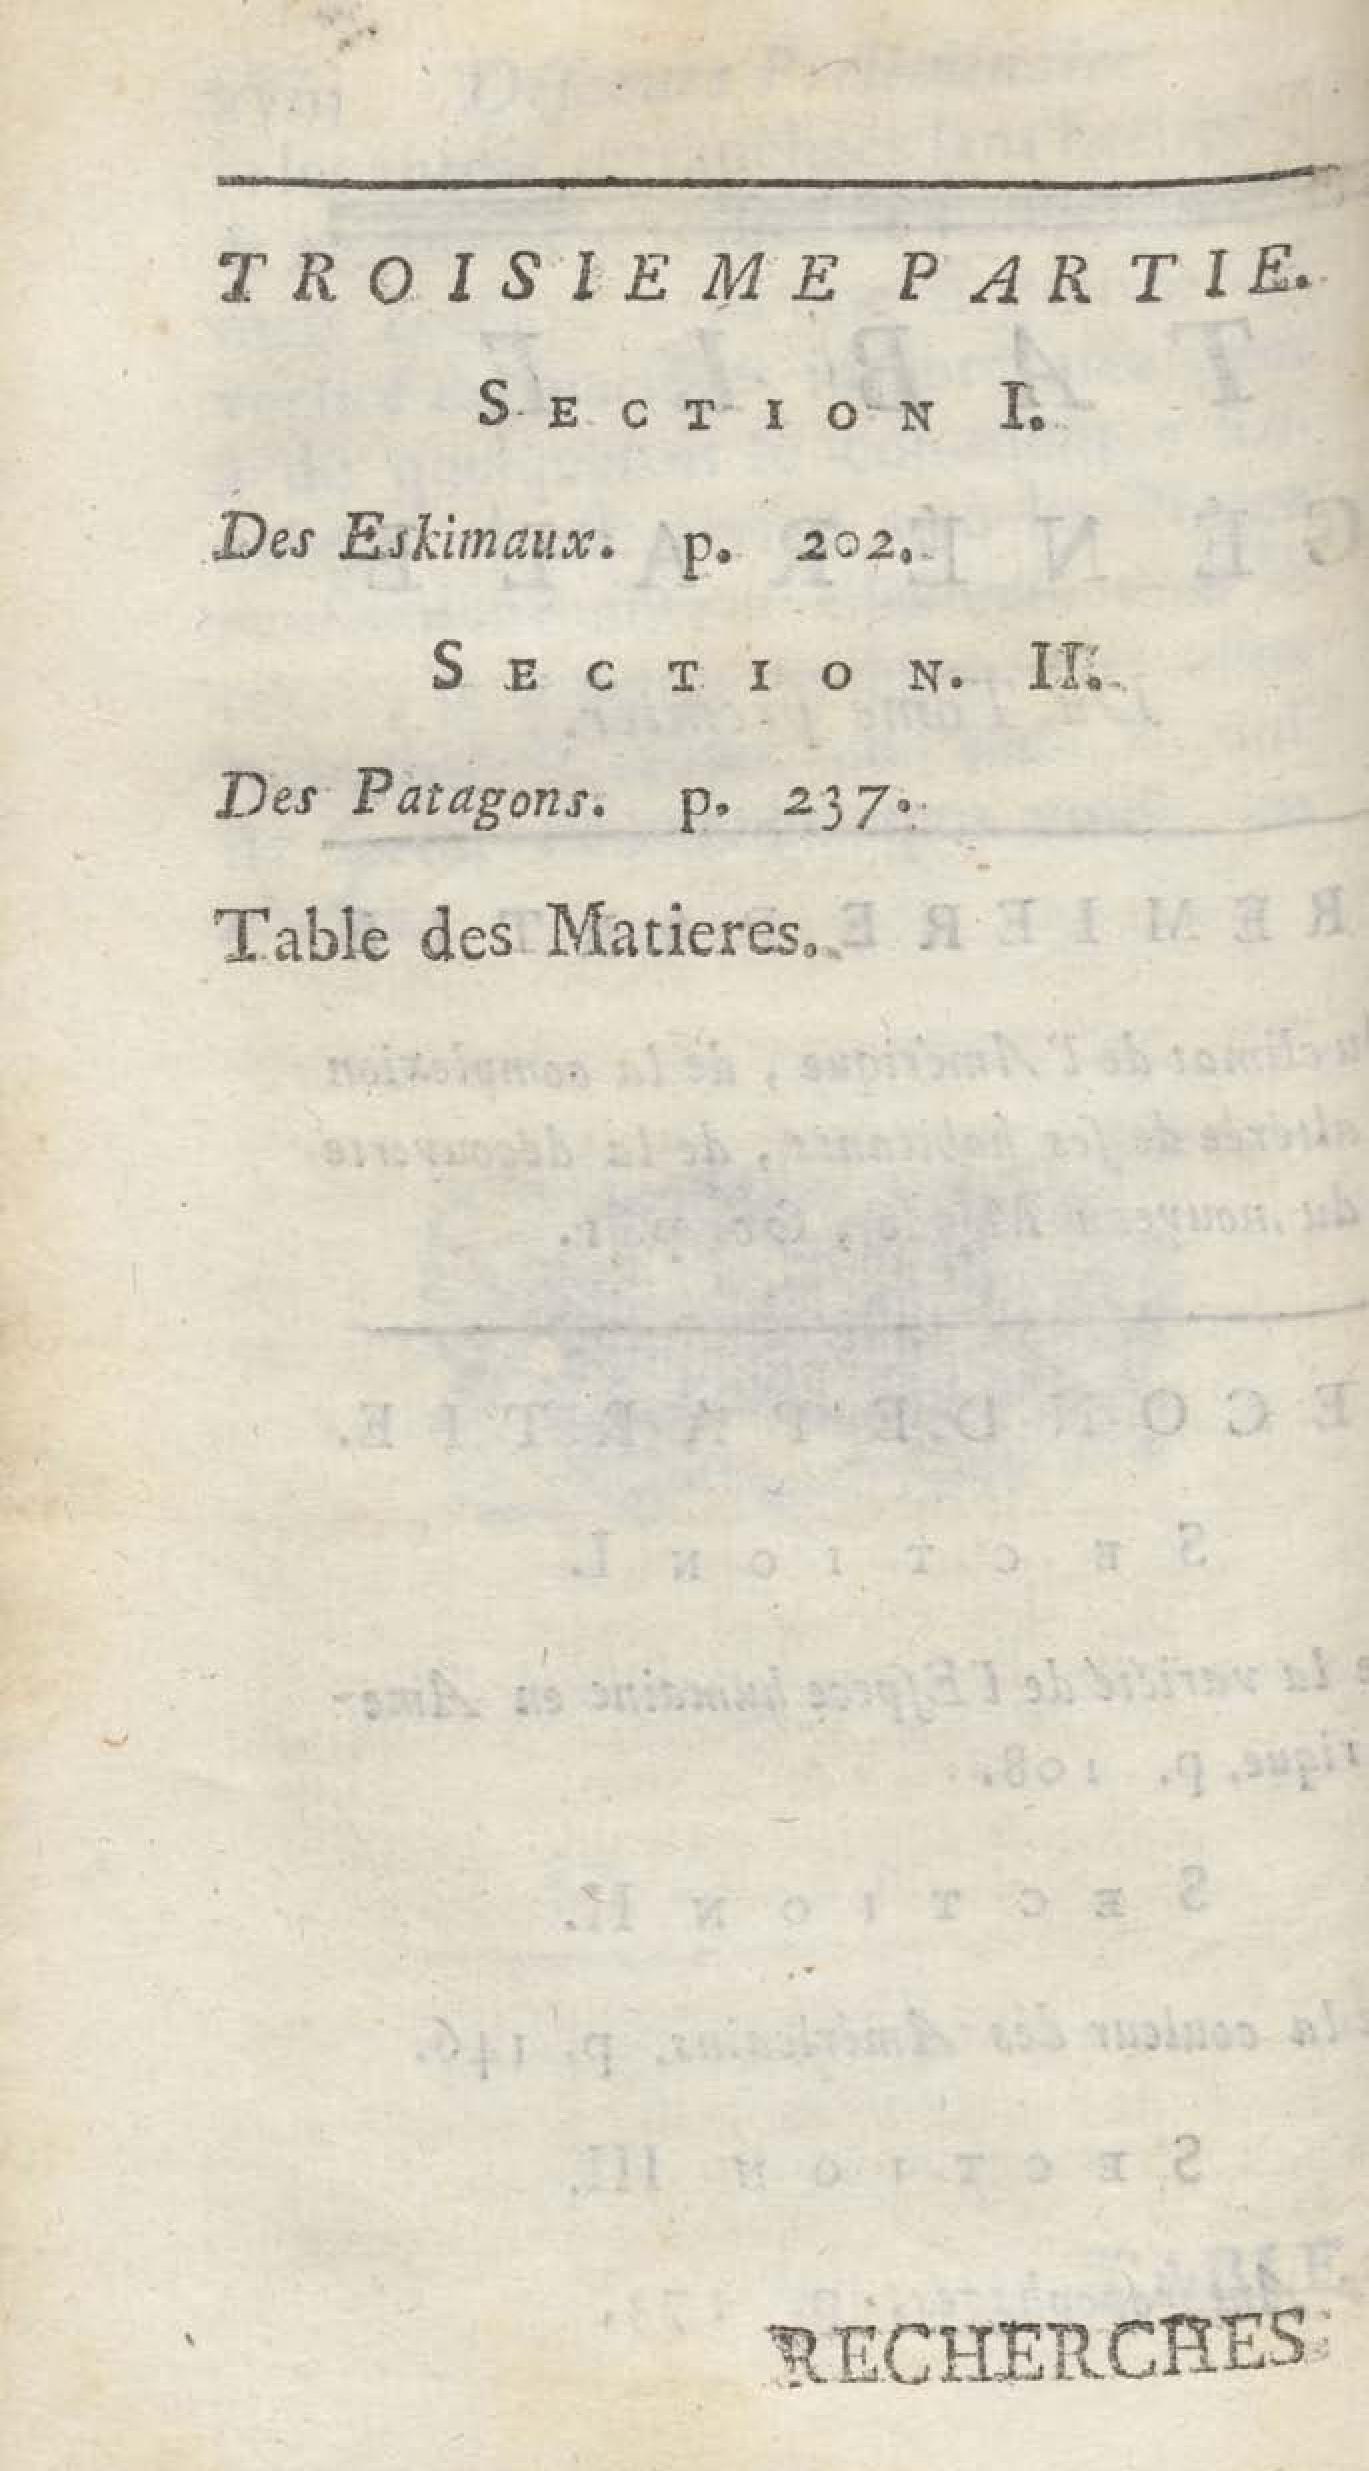 TROISIEME PARTIE.
SECTION I.
Des Eskimaux. p. 202.
SECTION. II.
Des Patagons. p. 237.
Table des Matieres.
RECHERCHES